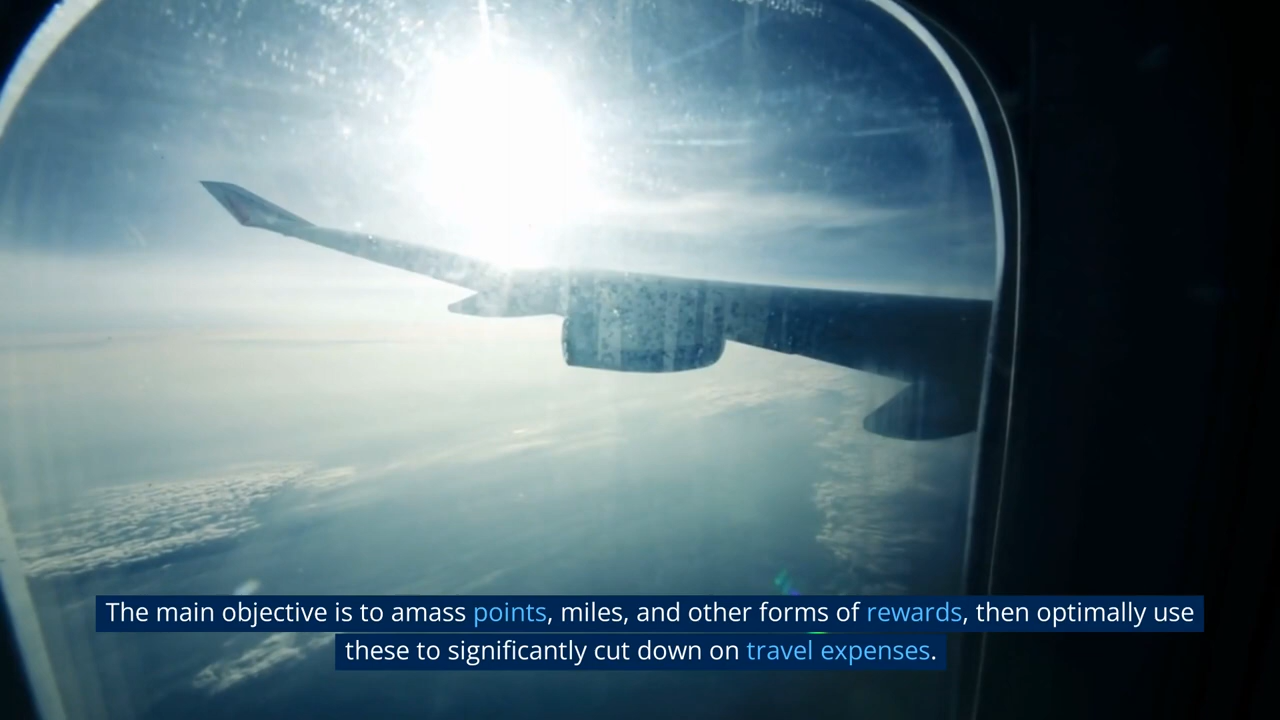 The main objective is to amass points, miles, and other forms of rewards, then optimally use
these to significantly cut down on travel expenses.